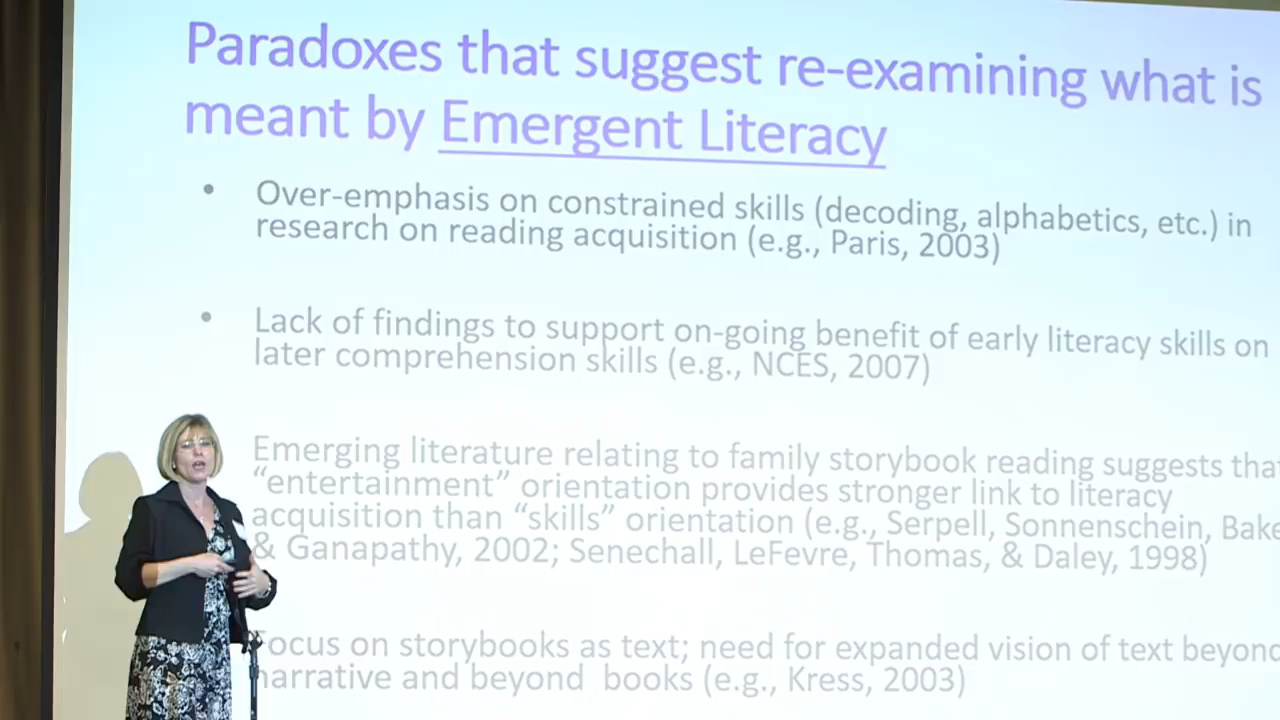 Paradoxes that suggest re-examining what is
meant by Emergent Literacy
• Over-emphasis on constrained skills (decoding, alphabetics, etc.) in
research on reading acquisition (e.g., Paris, 2003)
• Lack of findings to support on-going benefit of early literacy skills on
later comprehension skills (e.g., NCES, 2007)
Emerging literature relating to family storybook reading suggests that
“entertainment” orientation provides stronger link to literacy
acquisition than “skills” orientation (e.g., Serpell, Sonnenschein, Bake
& Ganapathy, 2002; Senechall, LeFevre, Thomas, & Daley, 1998)
Focus on storybooks as text; need for expanded vision of text beyond
narrative and beyond books (e.g., Kress, 2003)